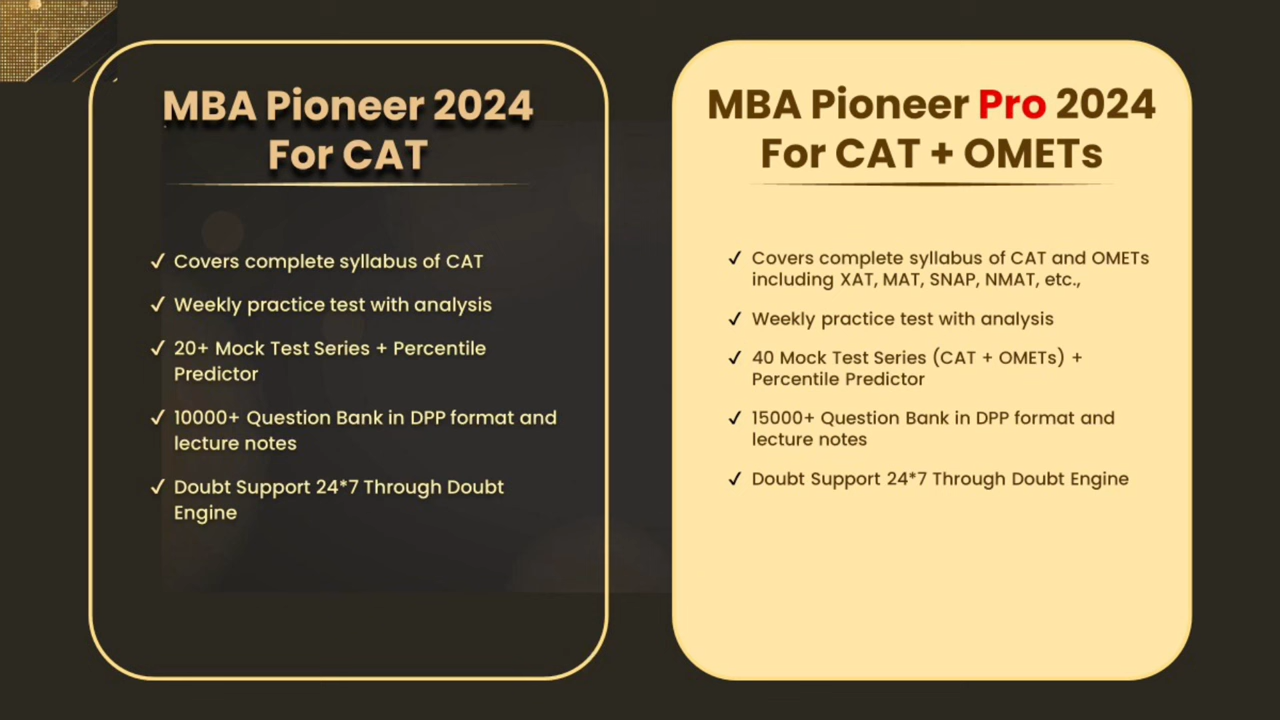 MBA Pioneer 2024
For CAT
✓ Covers complete syllabus of CAT
✓ Weekly practice test with analysis
✓ 20+ Mock Test Series + Percentile
Predictor
✓ 10000+ Question Bank in DPP format and
lecture notes
✓ Doubt Support 24*7 Through Doubt
Engine
MBA Pioneer Pro 2024
For CAT + OMETs
✓ Covers complete syllabus of CAT and OMETs
including XAT, MAT, SNAP, NMAT, etc.,
✓ Weekly practice test with analysis
✓ 40 Mock Test Series (CAT + OMETs) +
Percentile Predictor
✓ 15000+ Question Bank in DPP format and
lecture notes
✓ Doubt Support 24*7 Through Doubt Engine